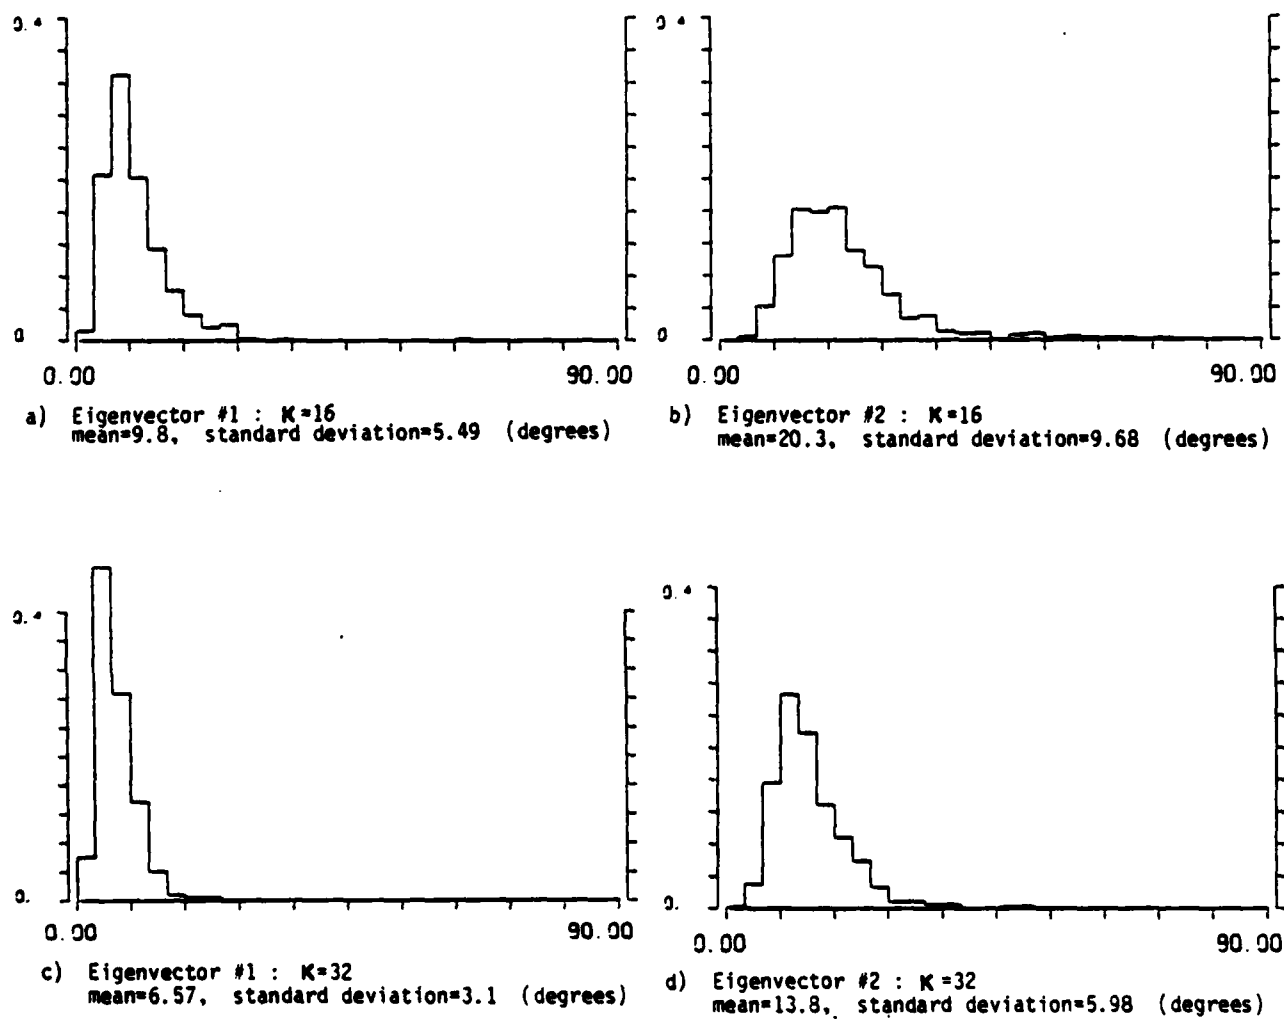 0.4
0.4
0
0
0.00 90.00
0.00 90.00
a) Eigenvector #1 : K=16
mean=9.8, standard deviation=5.49 (degrees)
b) Eigenvector #2 : K=16
mean=20.3, standard deviation=9.68 (degrees)
0.4
0.4
0.
0.
0.00 90.00
0.00 90.00
c) Eigenvector #1 : K=32
mean=6.57, standard deviation=3.1 (degrees)
d) Eigenvector #2 : K=32
mean=13.8, standard deviation=5.98 (degrees)